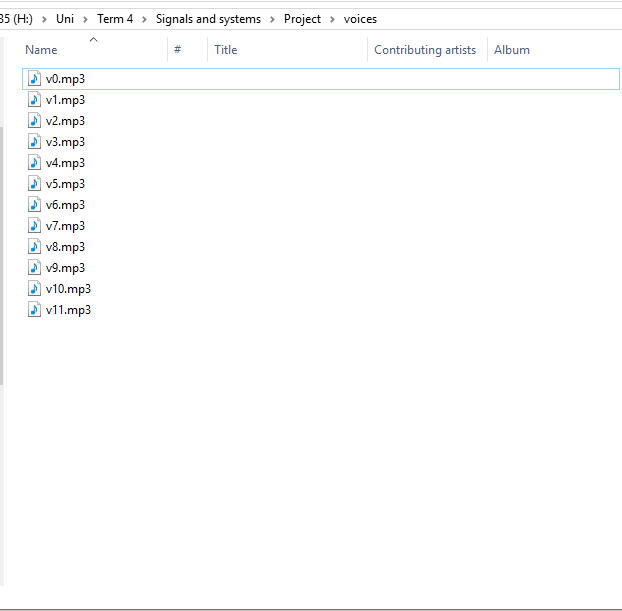 35 (H:) > Uni > Term 4 > Signals and systems > Project > voices
Name # Title Contributing artists Album
v0.mp3
v1.mp3
v2.mp3
v3.mp3
v4.mp3
v5.mp3
v6.mp3
v7.mp3
v8.mp3
v9.mp3
v10.mp3
v11.mp3